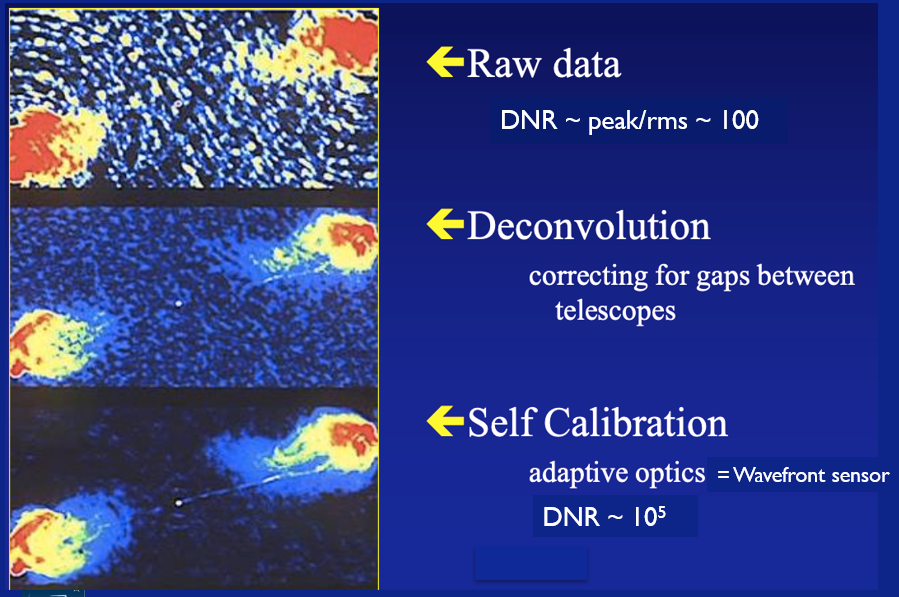 Raw data
DNR ~ peak/rms ~ 100
Deconvolution
correcting for gaps between
telescopes
Self Calibration
adaptive optics = Wavefront sensor
DNR ~ 10⁵